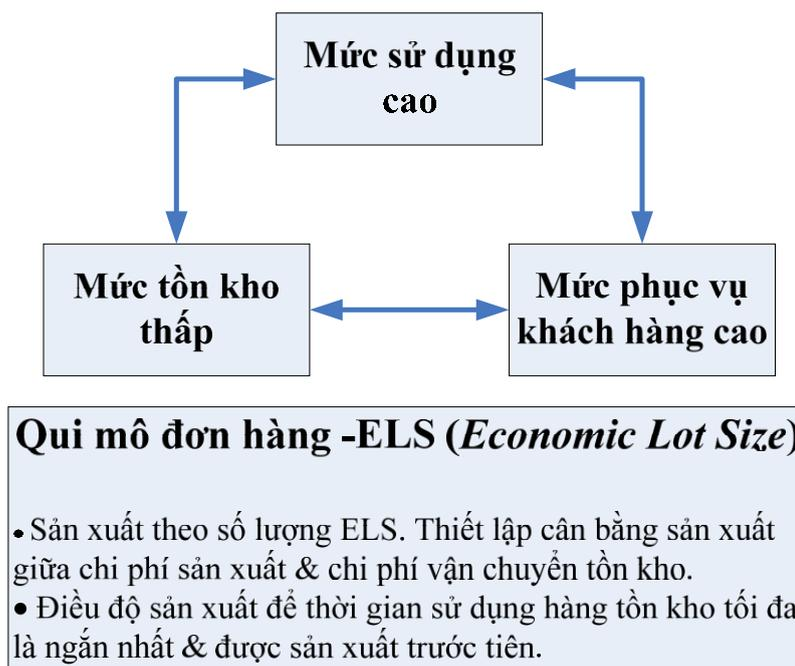 Mức sử dụng
cao
Mức tồn kho
thấp
Mức phục vụ
khách hàng cao
Qui mô đơn hàng -ELS (Economic Lot Size)
• Sản xuất theo số lượng ELS. Thiết lập cân bằng sản xuất
giữa chi phí sản xuất & chi phí vận chuyển tồn kho.
• Điều độ sản xuất để thời gian sử dụng hàng tồn kho tối đa
là ngắn nhất & được sản xuất trước tiên.